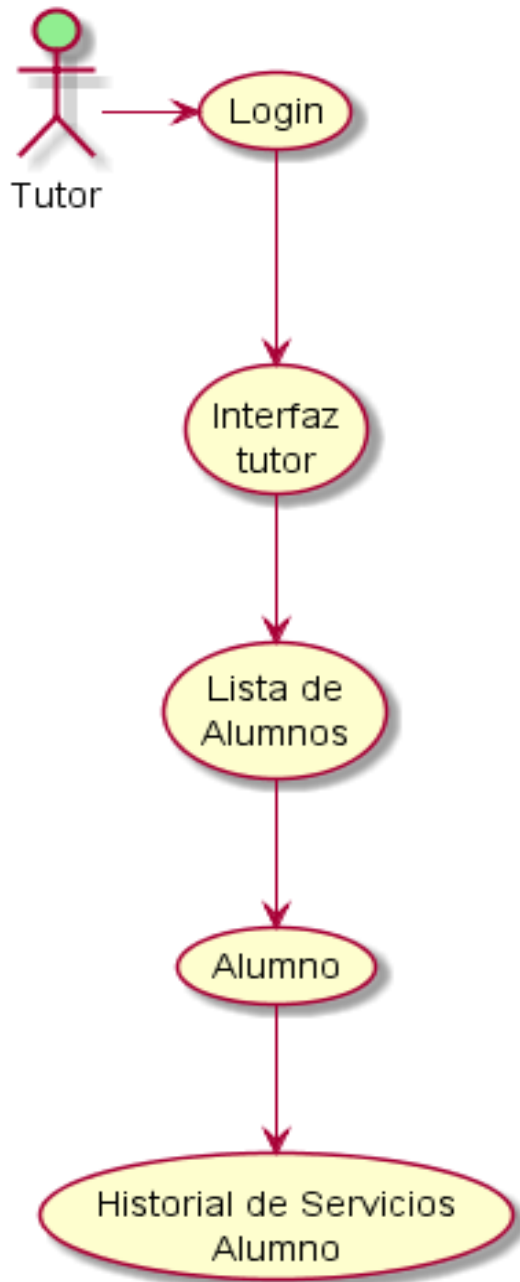 Login
Tutor
Interfaz
tutor
Lista de
Alumnos
Alumno
Historial de Servicios
Alumno